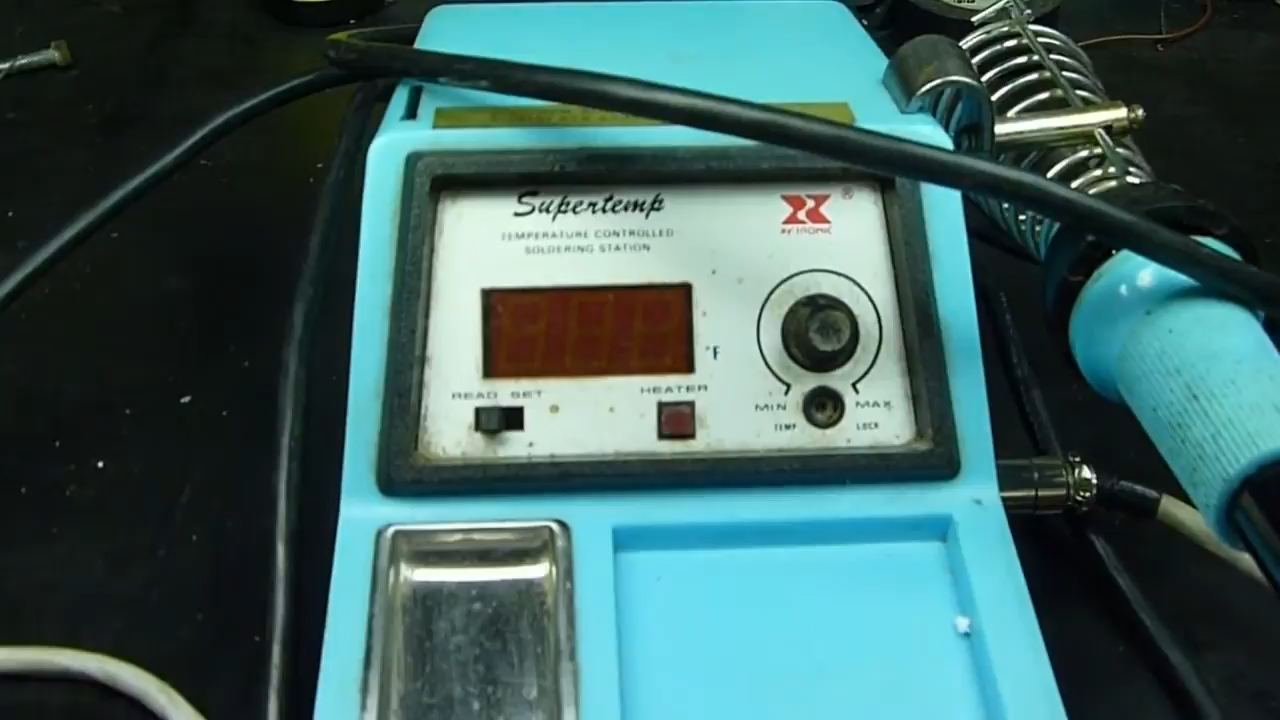 Supertemp
®
TEMPERATURE CONTROLLED
SOLDERING STATION
°F
READ SET
HEATER
MIN
MAX
TEMP
LOCK